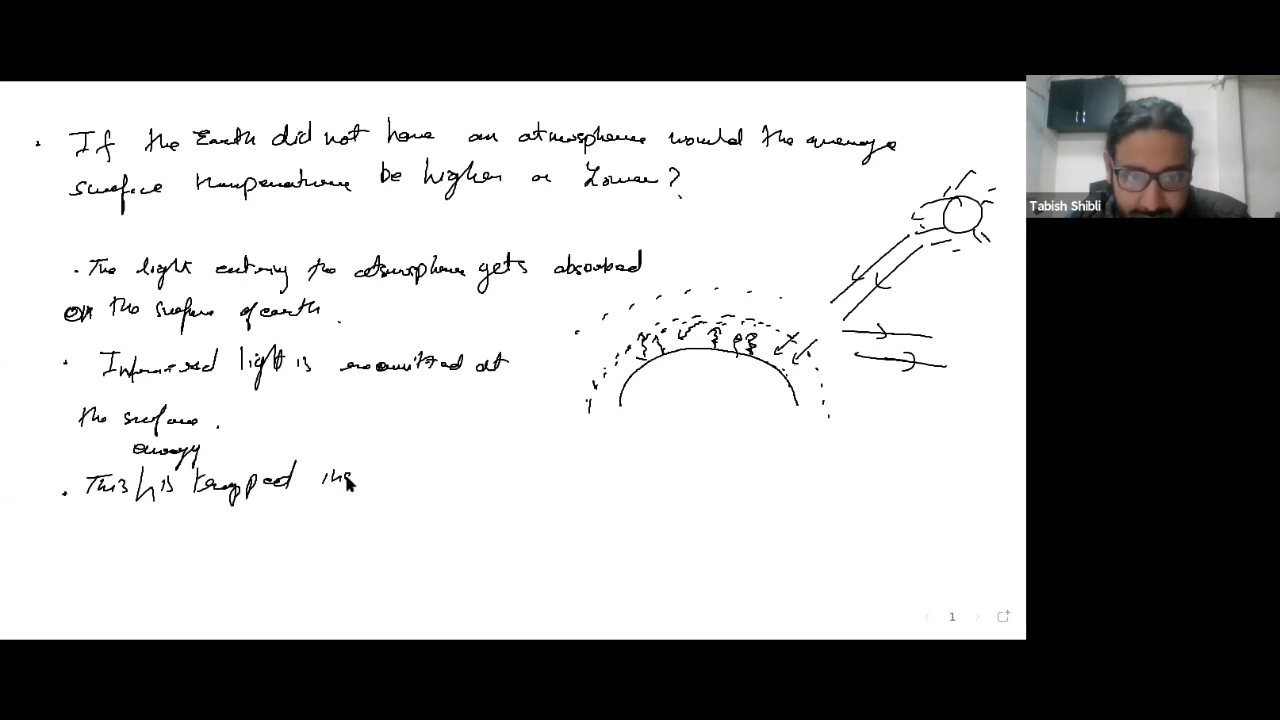 If the Earth did not have an atmosphere would the average
surface temperature be higher or Lower?
The light entering the atmosphere gets absorbed
on the surface of earth.
Infrared light is reemitted at
the surface.
energy
This is trapped
Tabish Shibli
1